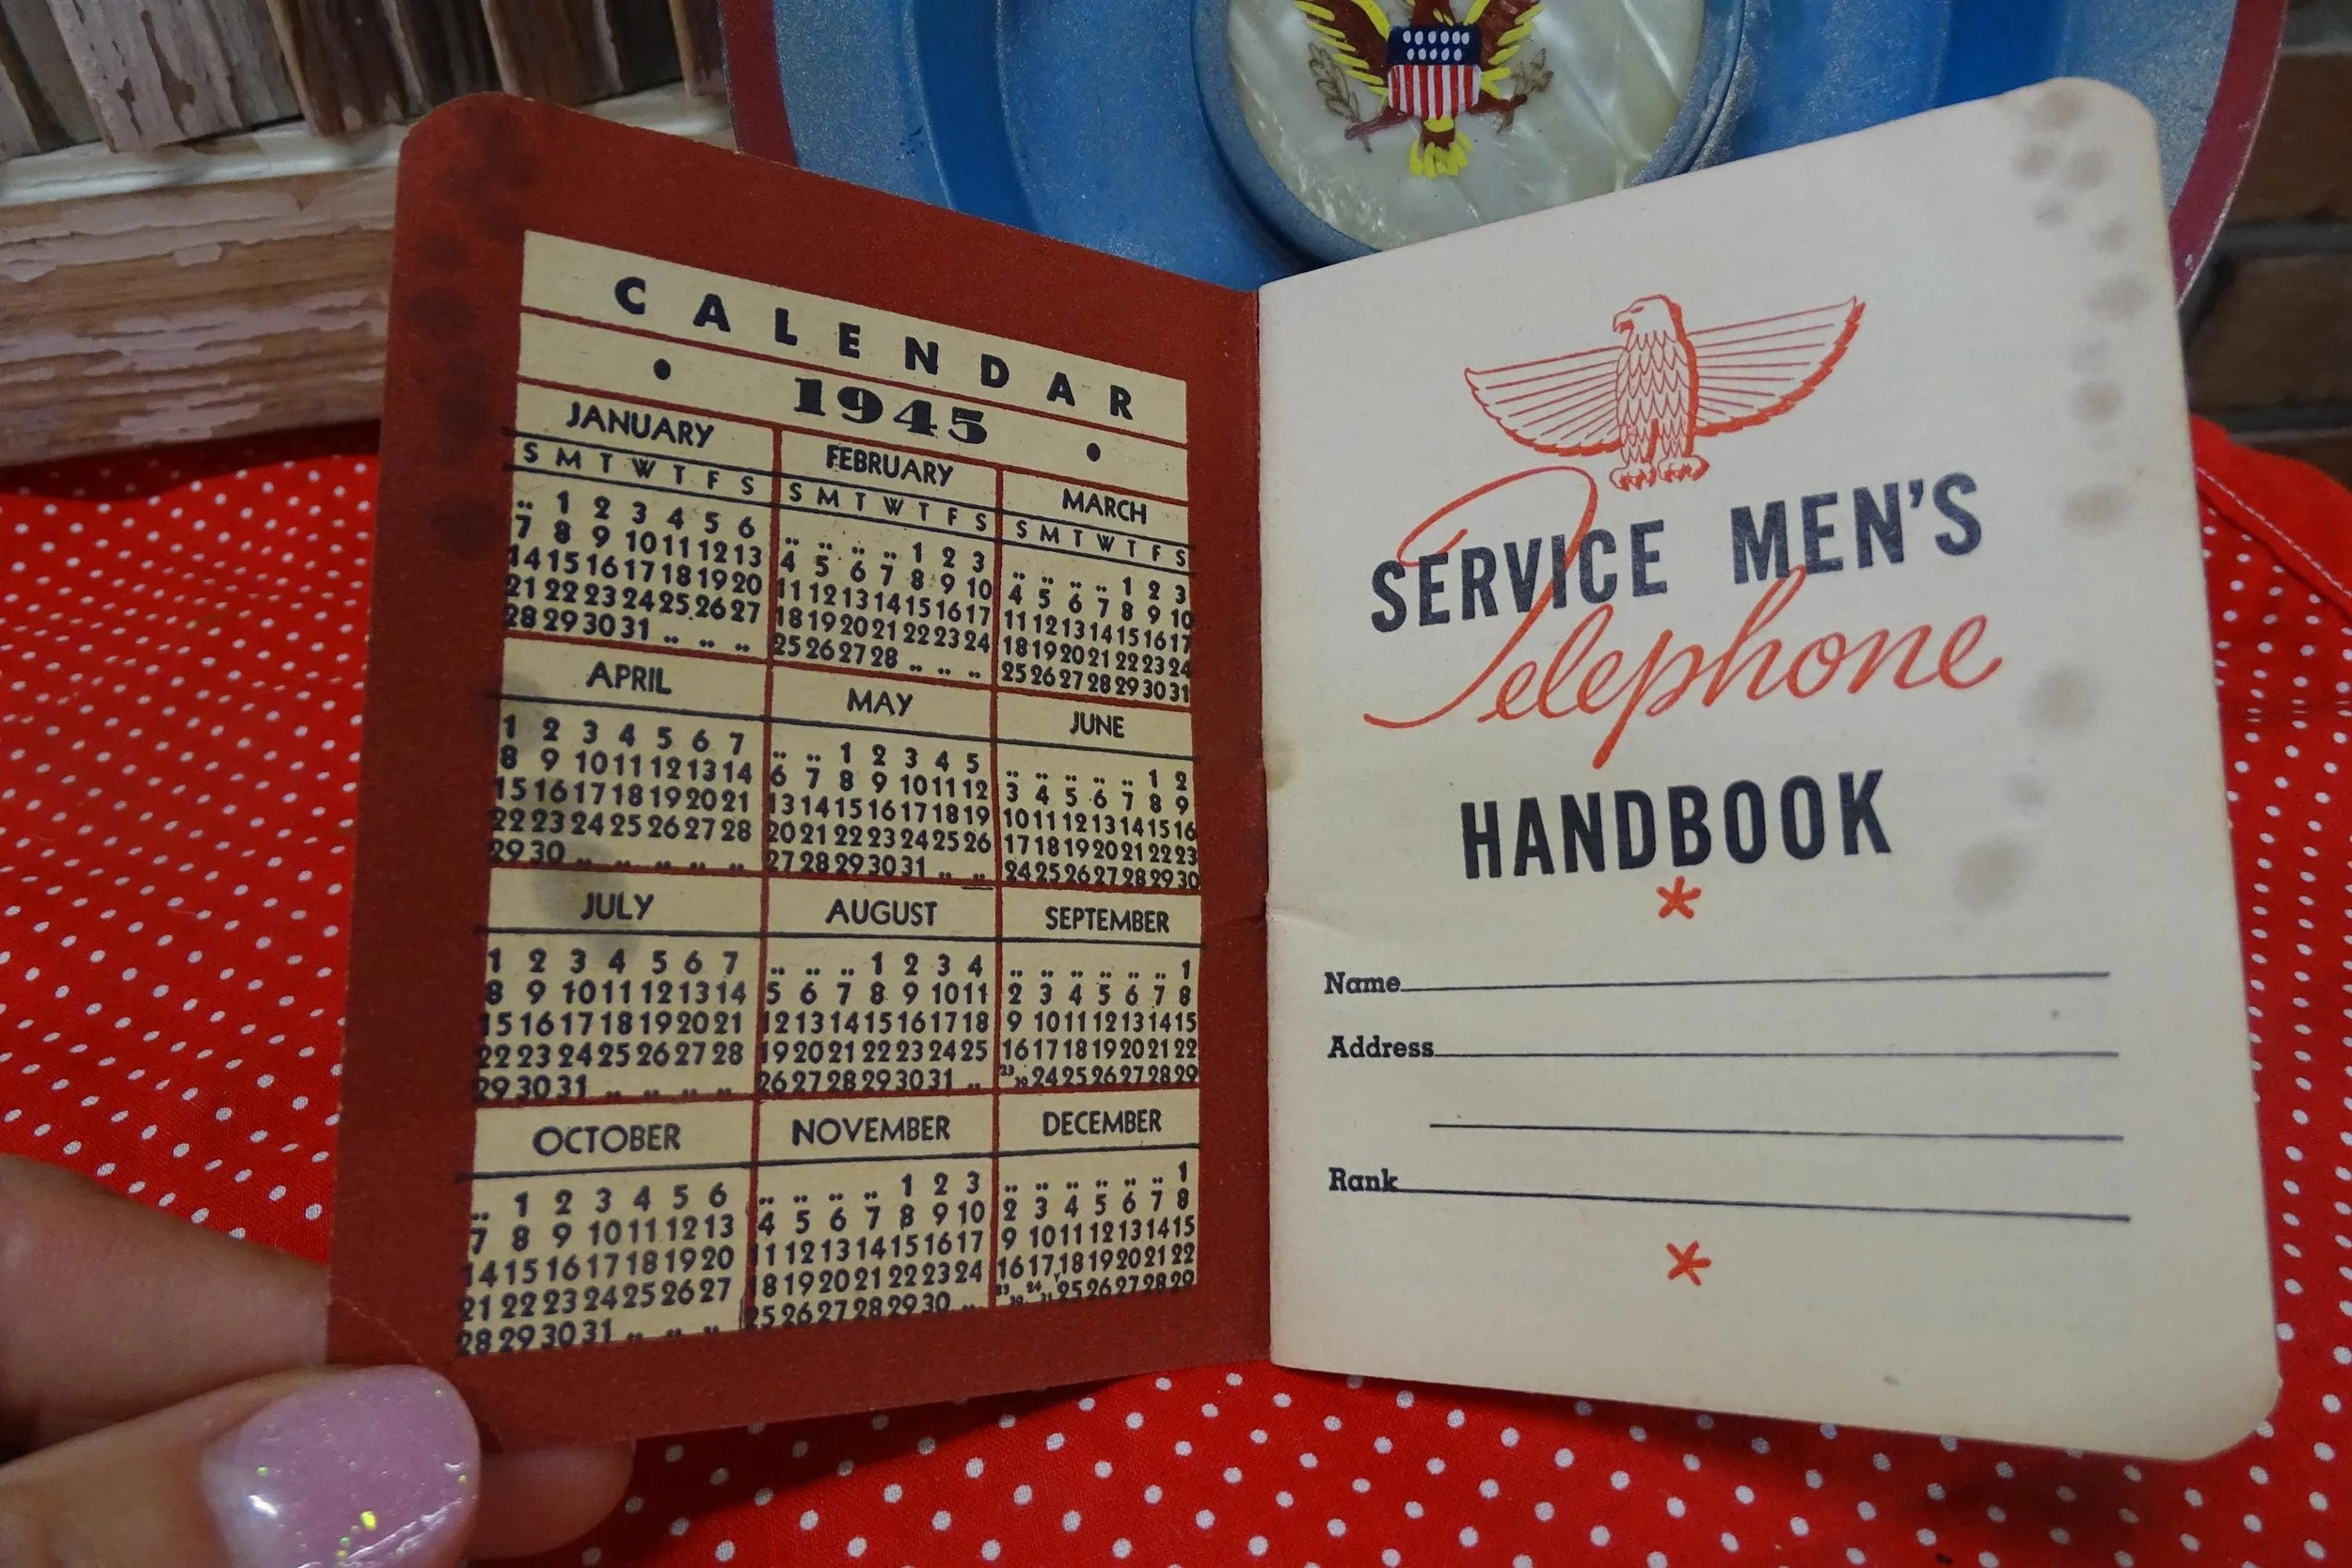 CALENDAR
• 1945 •
JANUARY
S M T W T F S
.. 1 2 3 4 5 6
7 8 9 10 11 12 13
14 15 16 17 18 19 20
21 22 23 24 25 26 27
28 29 30 31 .. .. ..
FEBRUARY
S M T W T F S
.. .. .. .. 1 2 3
4 5 6 7 8 9 10
11 12 13 14 15 16 17
18 19 20 21 22 23 24
25 26 27 28 .. .. ..
MARCH
S M T W T F S
.. .. .. .. 1 2 3
4 5 6 7 8 9 10
11 12 13 14 15 16 17
18 19 20 21 22 23 24
25 26 27 28 29 30 31
APRIL
1 2 3 4 5 6 7
8 9 10 11 12 13 14
15 16 17 18 19 20 21
22 23 24 25 26 27 28
29 30 .. .. .. .. ..
MAY
.. .. 1 2 3 4 5
6 7 8 9 10 11 12
13 14 15 16 17 18 19
20 21 22 23 24 25 26
27 28 29 30 31 .. ..
JUNE
.. .. .. .. .. 1 2
3 4 5 6 7 8 9
10 11 12 13 14 15 16
17 18 19 20 21 22 23
24 25 26 27 28 29 30
JULY
1 2 3 4 5 6 7
8 9 10 11 12 13 14
15 16 17 18 19 20 21
22 23 24 25 26 27 28
29 30 31 .. .. .. ..
AUGUST
.. .. .. 1 2 3 4
5 6 7 8 9 10 11
12 13 14 15 16 17 18
19 20 21 22 23 24 25
26 27 28 29 30 31 ..
SEPTEMBER
.. .. .. .. .. .. 1
2 3 4 5 6 7 8
9 10 11 12 13 14 15
16 17 18 19 20 21 22
23/30 24 25 26 27 28 29
OCTOBER
.. 1 2 3 4 5 6
7 8 9 10 11 12 13
14 15 16 17 18 19 20
21 22 23 24 25 26 27
28 29 30 31 .. .. ..
NOVEMBER
.. .. .. .. 1 2 3
4 5 6 7 8 9 10
11 12 13 14 15 16 17
18 19 20 21 22 23 24
25 26 27 28 29 30 ..
DECEMBER
.. .. .. .. .. .. 1
2 3 4 5 6 7 8
9 10 11 12 13 14 15
16 17 18 19 20 21 22
23/30 24/31 25 26 27 28 29
SERVICE MEN'S
Telephone
HANDBOOK
*
Name
Address
Rank
*